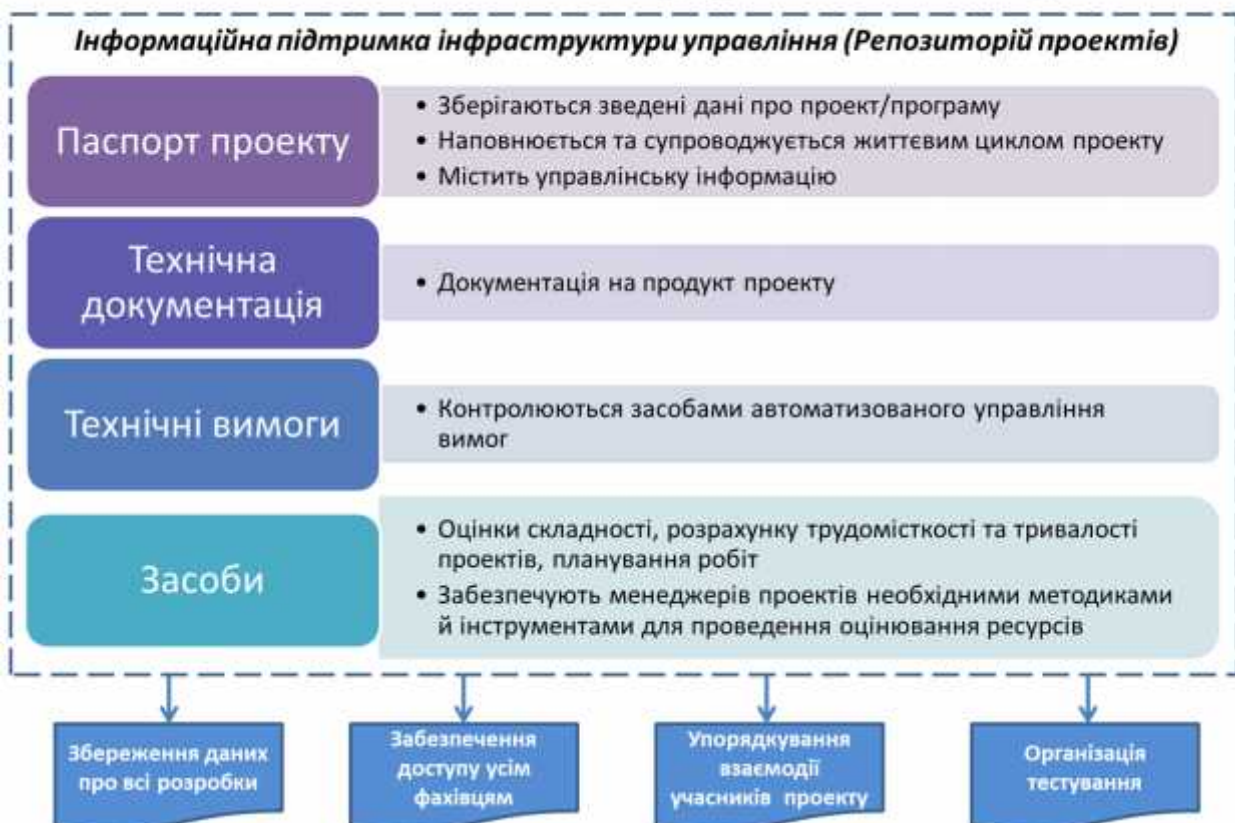 Інформаційна підтримка інфраструктури управління (Репозиторій проектів)
Паспорт проекту
• Зберігаються зведені дані про проект/програму
• Наповнюється та супроводжується життєвим циклом проекту
• Містить управлінську інформацію
Технічна
документація
• Документація на продукт проекту
Технічні вимоги
• Контролюються засобами автоматизованого управління
вимог
Засоби
• Оцінки складності, розрахунку трудомісткості та тривалості
проектів, планування робіт
• Забезпечують менеджерів проектів необхідними методиками
й інструментами для проведення оцінювання ресурсів
Збереження даних
про всі розробки
Забезпечення
доступу усім
фахівцям
Упорядкування
взаємодії
учасників проекту
Організація
тестування